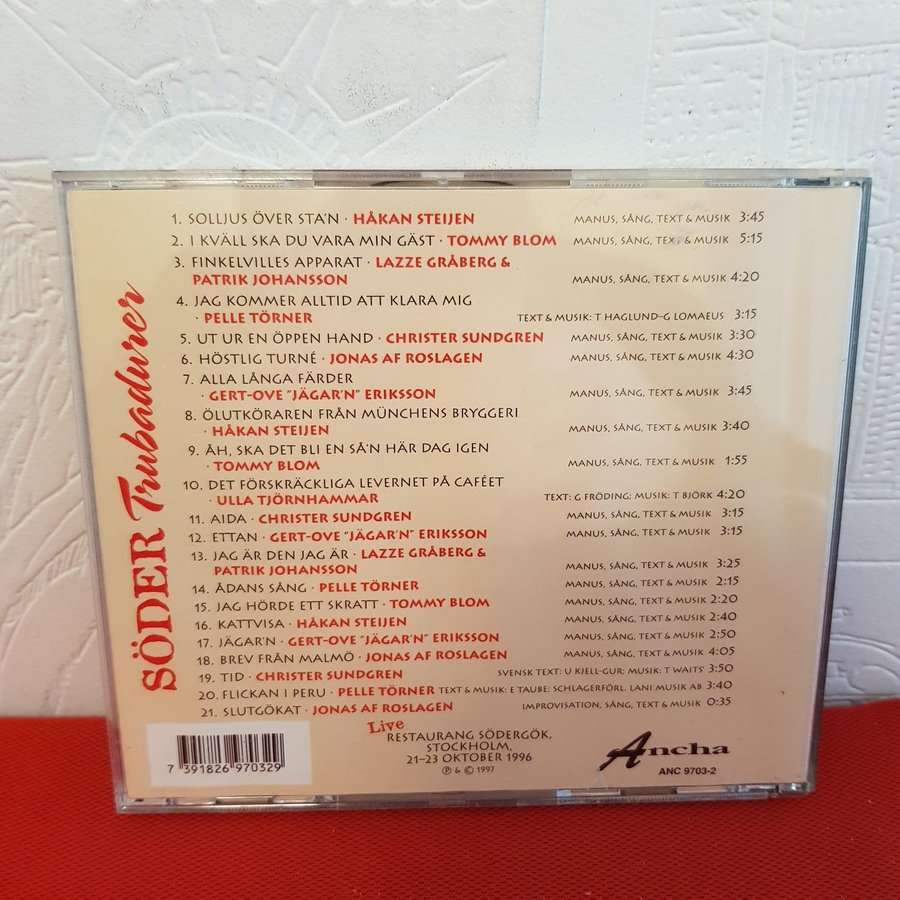 SÖDER Trubadurer
1. SOLLJUS ÖVER STA'N · HÅKAN STEIJEN MANUS, SÅNG, TEXT & MUSIK 3:45
2. I KVÄLL SKA DU VARA MIN GÄST · TOMMY BLOM MANUS, SÅNG, TEXT & MUSIK 5:15
3. FINKELVILLES APPARAT · LAZZE GRÅBERG &
PATRIK JOHANSSON MANUS, SÅNG, TEXT & MUSIK 4:20
4. JAG KOMMER ALLTID ATT KLARA MIG
· PELLE TÖRNER TEXT & MUSIK: T HAGLUND-G LOMAEUS 3:15
5. UT UR EN ÖPPEN HAND · CHRISTER SUNDGREN MANUS, SÅNG, TEXT & MUSIK 3:30
6. HÖSTLIG TURNÉ · JONAS AF ROSLAGEN MANUS, SÅNG, TEXT & MUSIK 4:30
7. ALLA LÅNGA FÄRDER
· GERT-OVE "JÄGAR'N" ERIKSSON MANUS, SÅNG, TEXT & MUSIK 3:45
8. ÖLUTKÖRAREN FRÅN MÜNCHENS BRYGGERI
· HÅKAN STEIJEN MANUS, SÅNG, TEXT & MUSIK 3:40
9. ÅH, SKA DET BLI EN SÅ'N HÄR DAG IGEN
· TOMMY BLOM MANUS, SÅNG, TEXT & MUSIK 1:55
10. DET FÖRSKRÄCKLIGA LEVERNET PÅ CAFÉET
· ULLA TJÖRNHAMMAR TEXT: G FRÖDING; MUSIK: T BJÖRK 4:20
11. AIDA · CHRISTER SUNDGREN MANUS, SÅNG, TEXT & MUSIK 3:15
12. ETTAN · GERT-OVE "JÄGAR'N" ERIKSSON MANUS, SÅNG, TEXT & MUSIK 3:15
13. JAG ÄR DEN JAG ÄR · LAZZE GRÅBERG &
PATRIK JOHANSSON MANUS, SÅNG, TEXT & MUSIK 3:25
14. ÅDANS SÅNG · PELLE TÖRNER MANUS, SÅNG, TEXT & MUSIK 2:15
15. JAG HÖRDE ETT SKRATT · TOMMY BLOM MANUS, SÅNG, TEXT & MUSIK 2:20
16. KATTVISA · HÅKAN STEIJEN MANUS, SÅNG, TEXT & MUSIK 2:40
17. JÄGAR'N · GERT-OVE "JÄGAR'N" ERIKSSON MANUS, SÅNG, TEXT & MUSIK 2:50
18. BREV FRÅN MALMÖ · JONAS AF ROSLAGEN MANUS, SÅNG, TEXT & MUSIK 4:05
19. TID · CHRISTER SUNDGREN SVENSK TEXT: U KJELL-GUR; MUSIK: T WAITS' 3:50
20. FLICKAN I PERU · PELLE TÖRNER TEXT & MUSIK: E TAUBE; SCHLAGERFÖRL. LANI MUSIK AB 3:40
21. SLUTGÖKAT · JONAS AF ROSLAGEN IMPROVISATION, SÅNG, TEXT & MUSIK 0:35
Live
RESTAURANG SÖDERGÖK,
STOCKHOLM,
21-23 OKTOBER 1996
℗ & © 1997
Ancha
ANC 9703-2
7 391826 970329